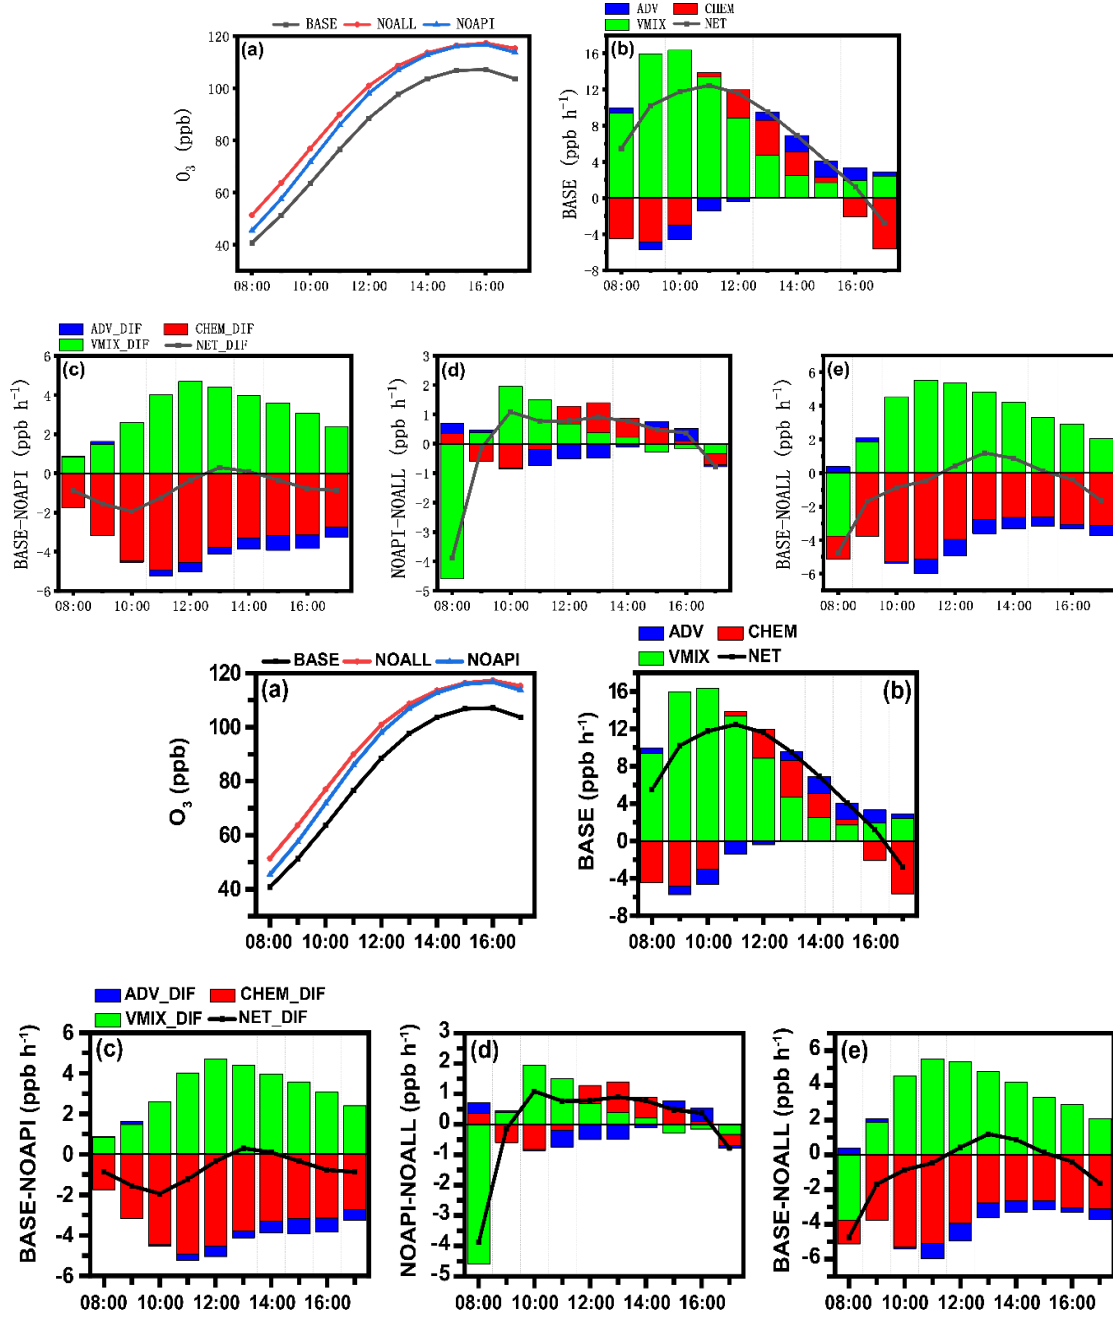 BASE NOALL NOAPI
(a)
O3 (ppb)
120
100
80
60
40
08:00 10:00 12:00 14:00 16:00
ADV CHEM
VMIX NET
(b)
BASE (ppb h-1)
16
12
8
4
0
-4
-8
08:00 10:00 12:00 14:00 16:00
ADV_DIF CHEM_DIF
VMIX_DIF NET_DIF
(c)
BASE-NOAPI (ppb h-1)
6
4
2
0
-2
-4
-6
08:00 10:00 12:00 14:00 16:00
(d)
NOAPI-NOALL (ppb h-1)
3
2
1
0
-1
-2
-3
-4
-5
08:00 10:00 12:00 14:00 16:00
(e)
BASE-NOALL (ppb h-1)
6
4
2
0
-2
-4
-6
08:00 10:00 12:00 14:00 16:00
BASE NOALL NOAPI
(a)
O3 (ppb)
120
100
80
60
40
08:00 10:00 12:00 14:00 16:00
ADV CHEM
VMIX NET
(b)
BASE (ppb h-1)
16
12
8
4
0
-4
-8
08:00 10:00 12:00 14:00 16:00
ADV_DIF CHEM_DIF
VMIX_DIF NET_DIF
(c)
BASE-NOAPI (ppb h-1)
6
4
2
0
-2
-4
-6
08:00 10:00 12:00 14:00 16:00
(d)
NOAPI-NOALL (ppb h-1)
3
2
1
0
-1
-2
-3
-4
-5
08:00 10:00 12:00 14:00 16:00
(e)
BASE-NOALL (ppb h-1)
6
4
2
0
-2
-4
-6
08:00 10:00 12:00 14:00 16:00